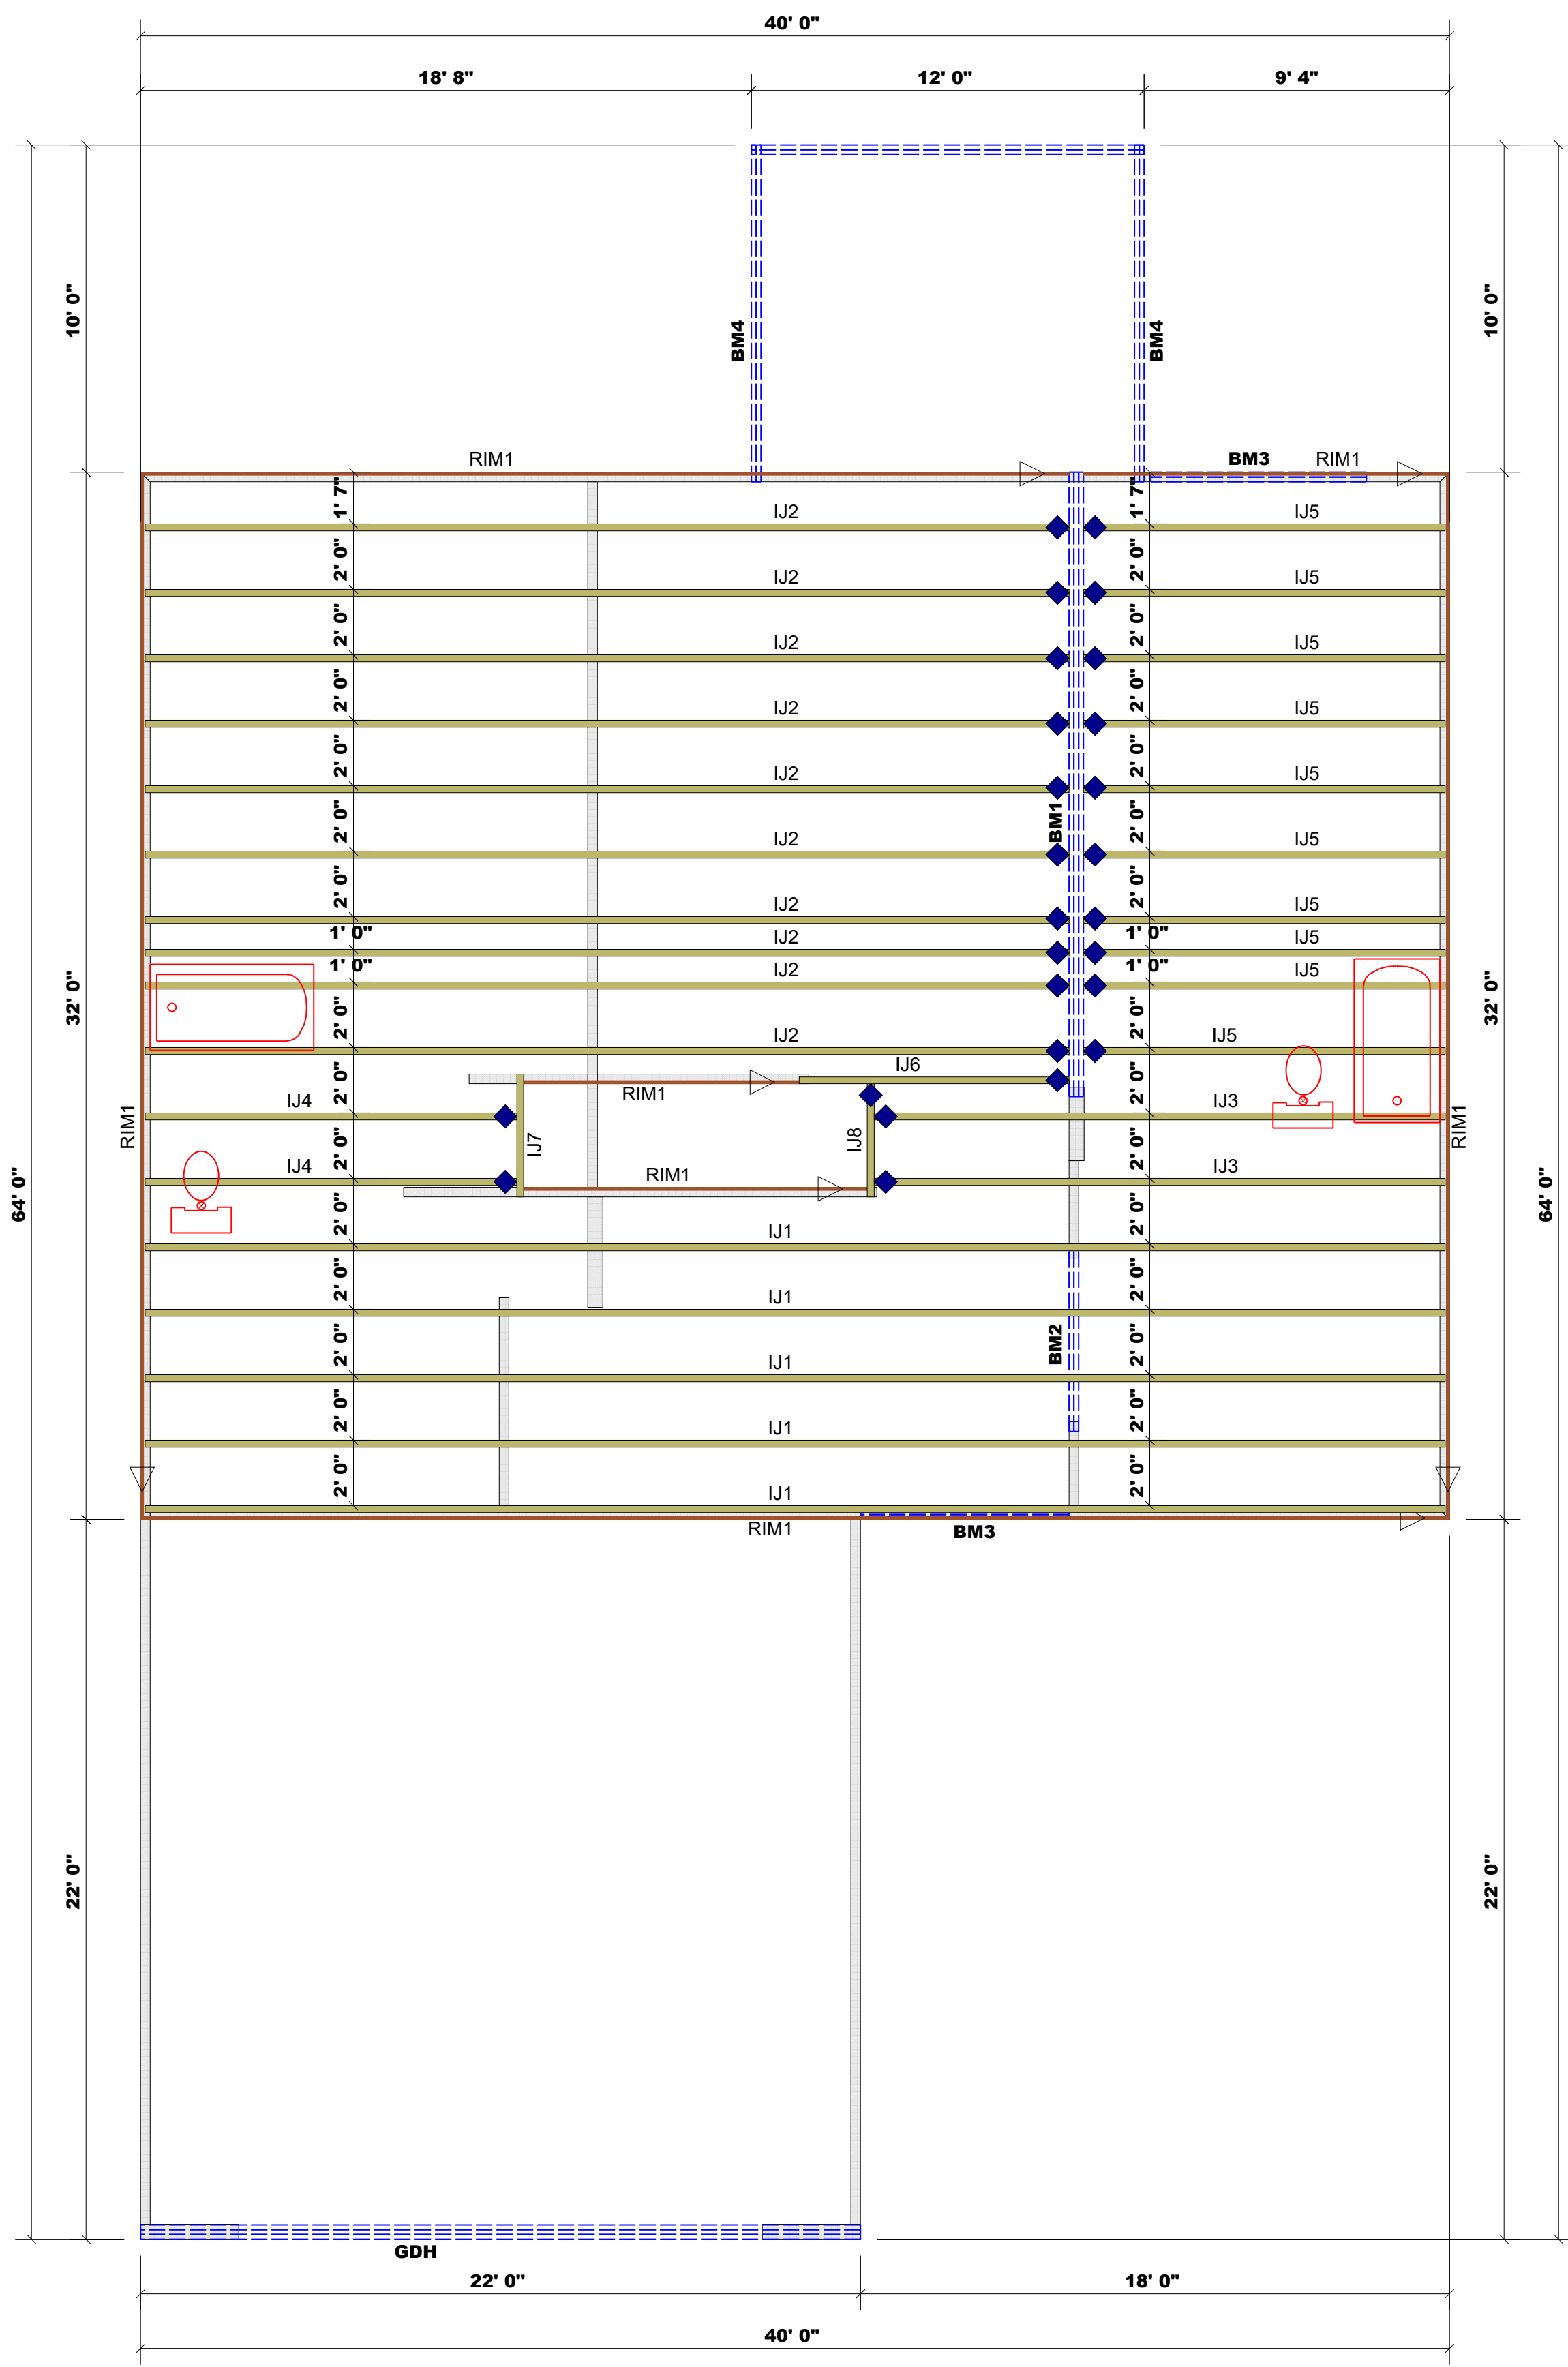 40' 0"
18' 8" 12' 0" 9' 4"
10' 0" BM4 BM4 10' 0"
RIM1 BM3 RIM1
1' 7" IJ2 1' 7" IJ5
2' 0" IJ2 2' 0" IJ5
2' 0" IJ2 2' 0" IJ5
2' 0" IJ2 2' 0" IJ5
2' 0" IJ2 2' 0" IJ5
BM1
2' 0" IJ2 2' 0" IJ5
2' 0" IJ2 2' 0" IJ5
1' 0" IJ2 1' 0" IJ5
1' 0" IJ2 1' 0" IJ5
32' 0" 32' 0"
2' 0" IJ2 2' 0" IJ5
IJ6
RIM1
IJ4 2' 0" 2' 0" IJ3
RIM1 IJ7 IJ8 RIM1
IJ4 2' 0" RIM1 2' 0" IJ3
64' 0" 64' 0"
2' 0" IJ1 2' 0"
2' 0" IJ1 2' 0"
BM2
2' 0" IJ1 2' 0"
2' 0" IJ1 2' 0"
2' 0" IJ1 2' 0"
RIM1 BM3
22' 0" 22' 0"
GDH
22' 0" 18' 0"
40' 0"